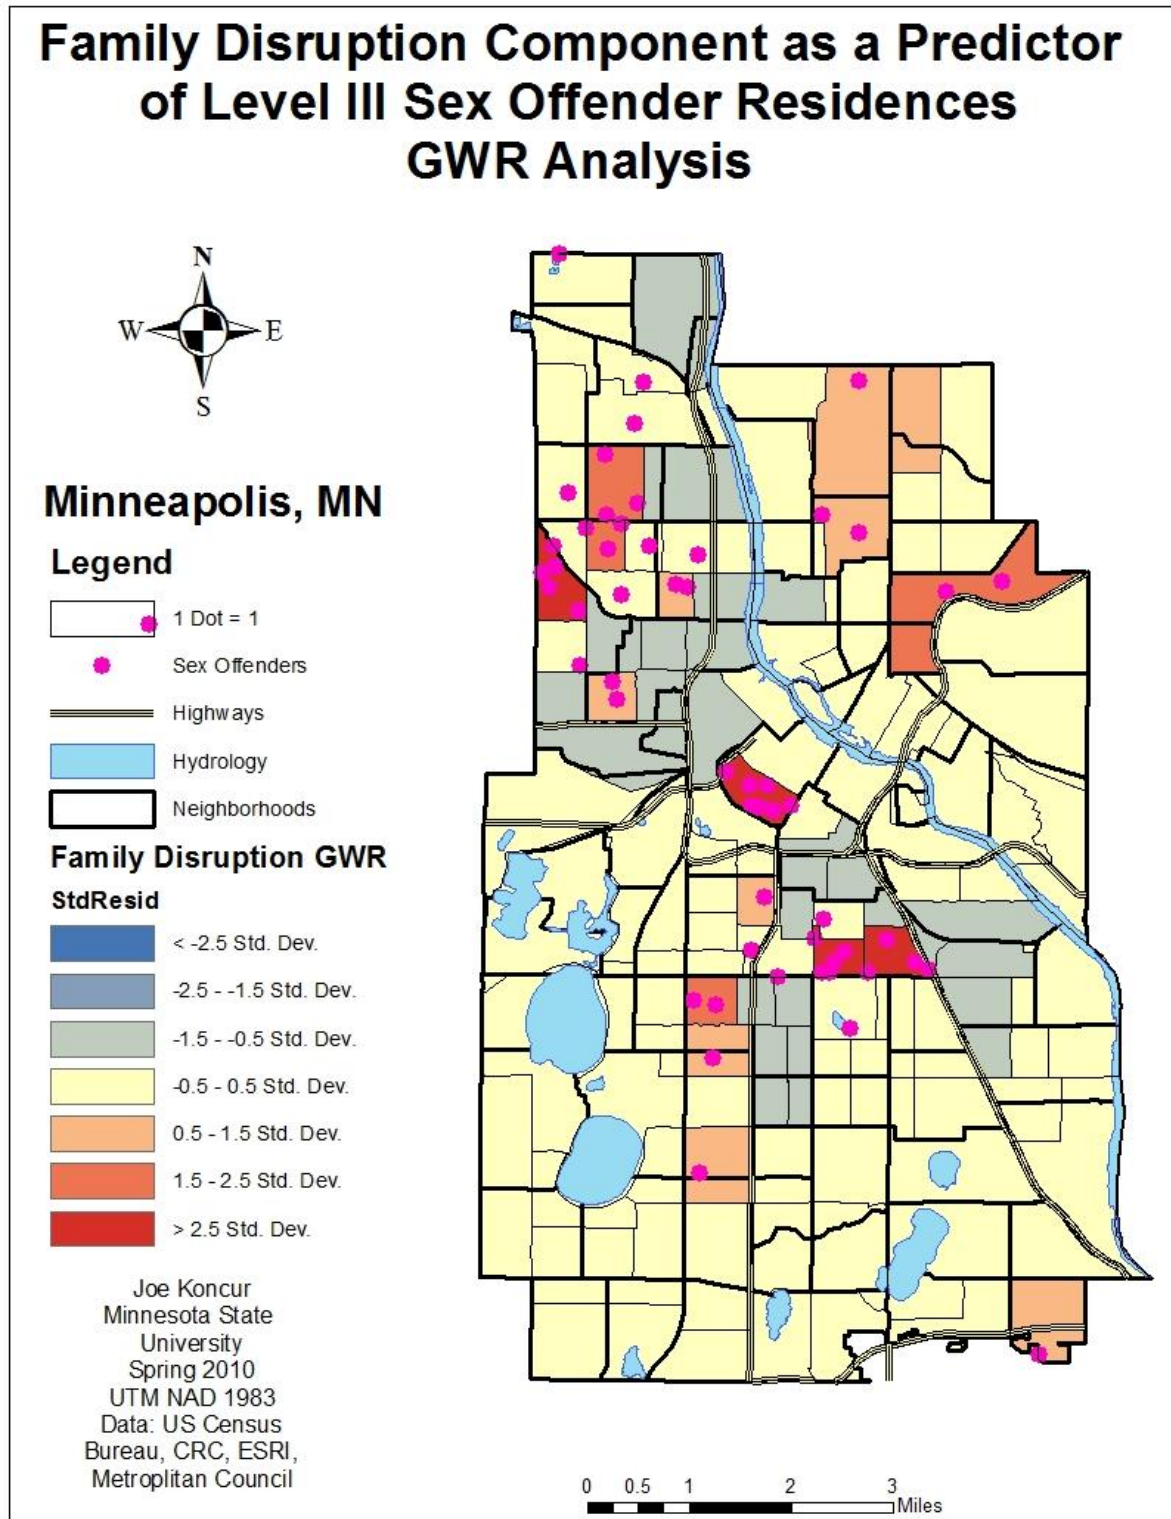 Family Disruption Component as a Predictor
of Level III Sex Offender Residences
GWR Analysis
N
W
E
S
Minneapolis, MN
Legend
1 Dot = 1
Sex Offenders
Highways
Hydrology
Neighborhoods
Family Disruption GWR
StdResid
< -2.5 Std. Dev.
-2.5 - -1.5 Std. Dev.
-1.5 - -0.5 Std. Dev.
-0.5 - 0.5 Std. Dev.
0.5 - 1.5 Std. Dev.
1.5 - 2.5 Std. Dev.
> 2.5 Std. Dev.
Joe Koncur
Minnesota State
University
Spring 2010
UTM NAD 1983
Data: US Census
Bureau, CRC, ESRI,
Metroplitan Council
0 0.5 1 2 3
Miles